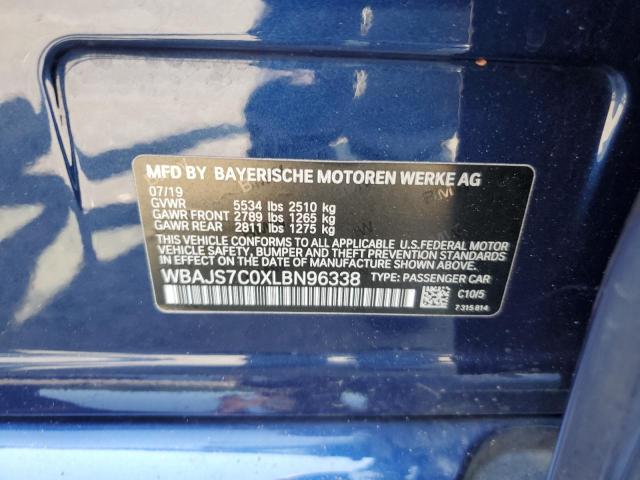 MFD BY BAYERISCHE MOTOREN WERKE AG
07/19
GVWR 5534 lbs 2510 kg
GAWR FRONT 2789 lbs 1265 kg
GAWR REAR 2811 lbs 1275 kg
THIS VEHICLE CONFORMS TO ALL APPLICABLE U.S.FEDERAL MOTOR
VEHICLE SAFETY, BUMPER, AND THEFT PREVENTION STANDARDS
IN EFFECT ON THE DATE OF MANUFACTURE SHOWN ABOVE.
WBAJS7C0XLBN96338 TYPE: PASSENGER CAR
C10/5
7 315 814